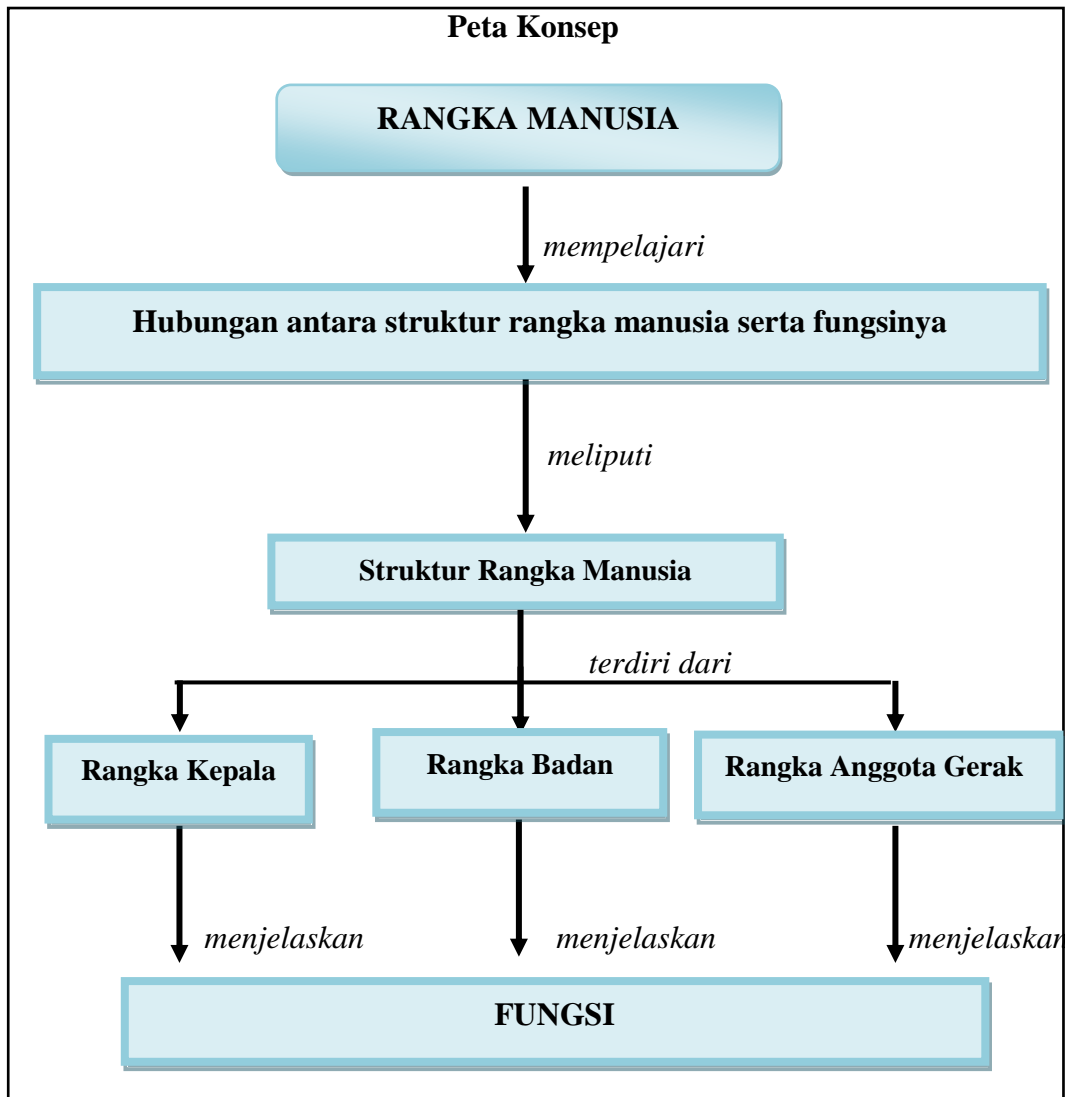 Peta Konsep
RANGKA MANUSIA
mempelajari
Hubungan antara struktur rangka manusia serta fungsinya
meliputi
Struktur Rangka Manusia
terdiri dari
Rangka Kepala
Rangka Badan
Rangka Anggota Gerak
menjelaskan
menjelaskan
menjelaskan
FUNGSI